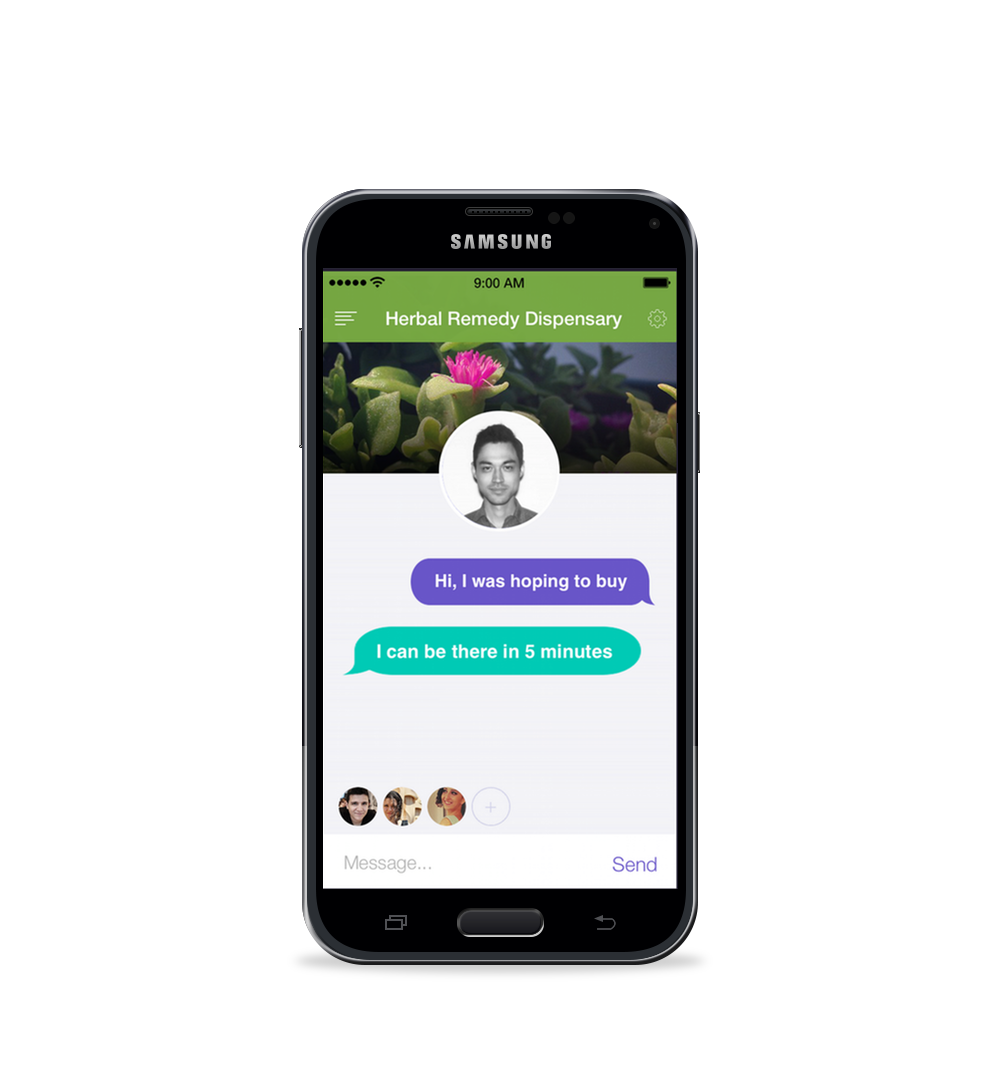 SAMSUNG
9:00 AM
Herbal Remedy Dispensary
Hi, I was hoping to buy
I can be there in 5 minutes
Message...
Send